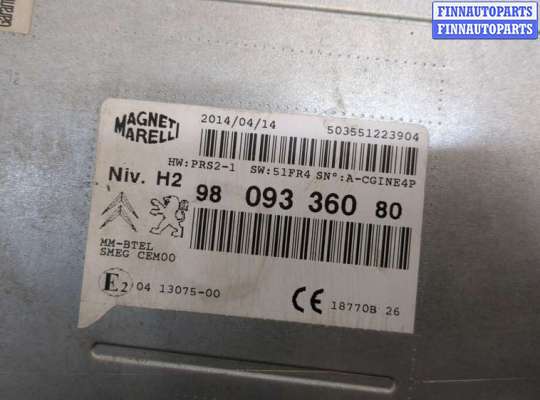 FINNAUTOPARTS
FINNAUTOPARTS
MAGNETI
MARELLI
2014/04/14
503551223904
HW:PRS2-1 SW:51FR4 SN°:A-CGINE4P
Niv. H2
98 093 360 80
MM-BTEL
SMEG CEM00
E2 04 13075-00
CE 18770B 26